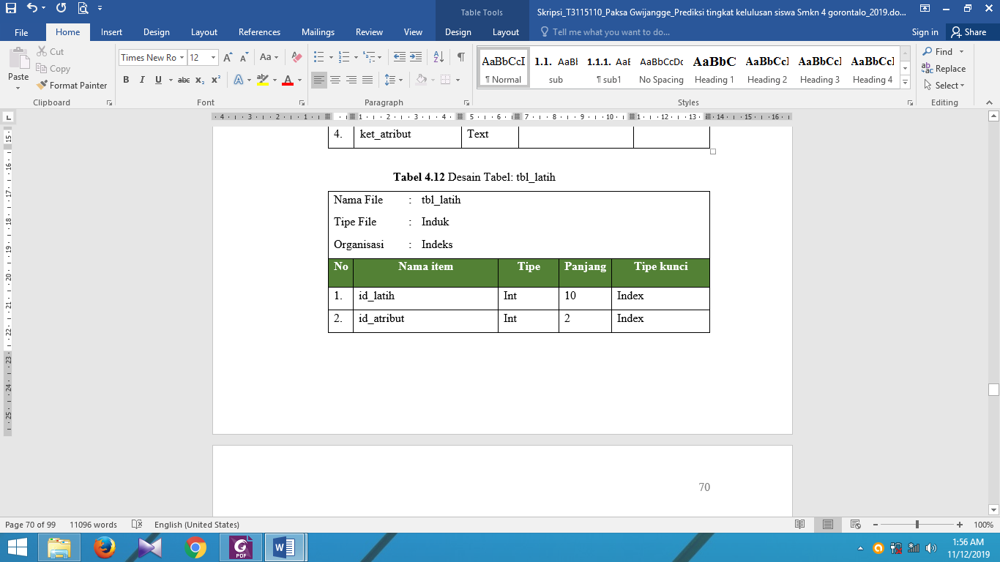 Table Tools
Skripsi_T3115110_Paksa Gwijangge_Prediksi tingkat kelulusan siswa Smkn 4 gorontalo_2019.do...
File Home Insert Design Layout References Mailings Review View Design Layout Tell me what you want to do... Sign in Share
Paste
Cut
Copy
Format Painter
Clipboard
Times New Ro 12
Font
Paragraph
AaBbCcI AaBbI AaBbCcDc AaBbC AaBbCcI AaBbCcI AaBbCcI
¶ Normal sub ¶ sub1 No Spacing Heading 1 Heading 2 Heading 3 Heading 4
Styles
Find
Replace
Select
Editing
4. ket_atribut Text
Tabel 4.12 Desain Tabel: tbl_latih
Nama File : tbl_latih
Tipe File : Induk
Organisasi : Indeks
No Nama item Tipe Panjang Tipe kunci
1. id_latih Int 10 Index
2. id_atribut Int 2 Index
70
Page 70 of 99 11096 words English (United States) 100%
PDF
1:56 AM
11/12/2019